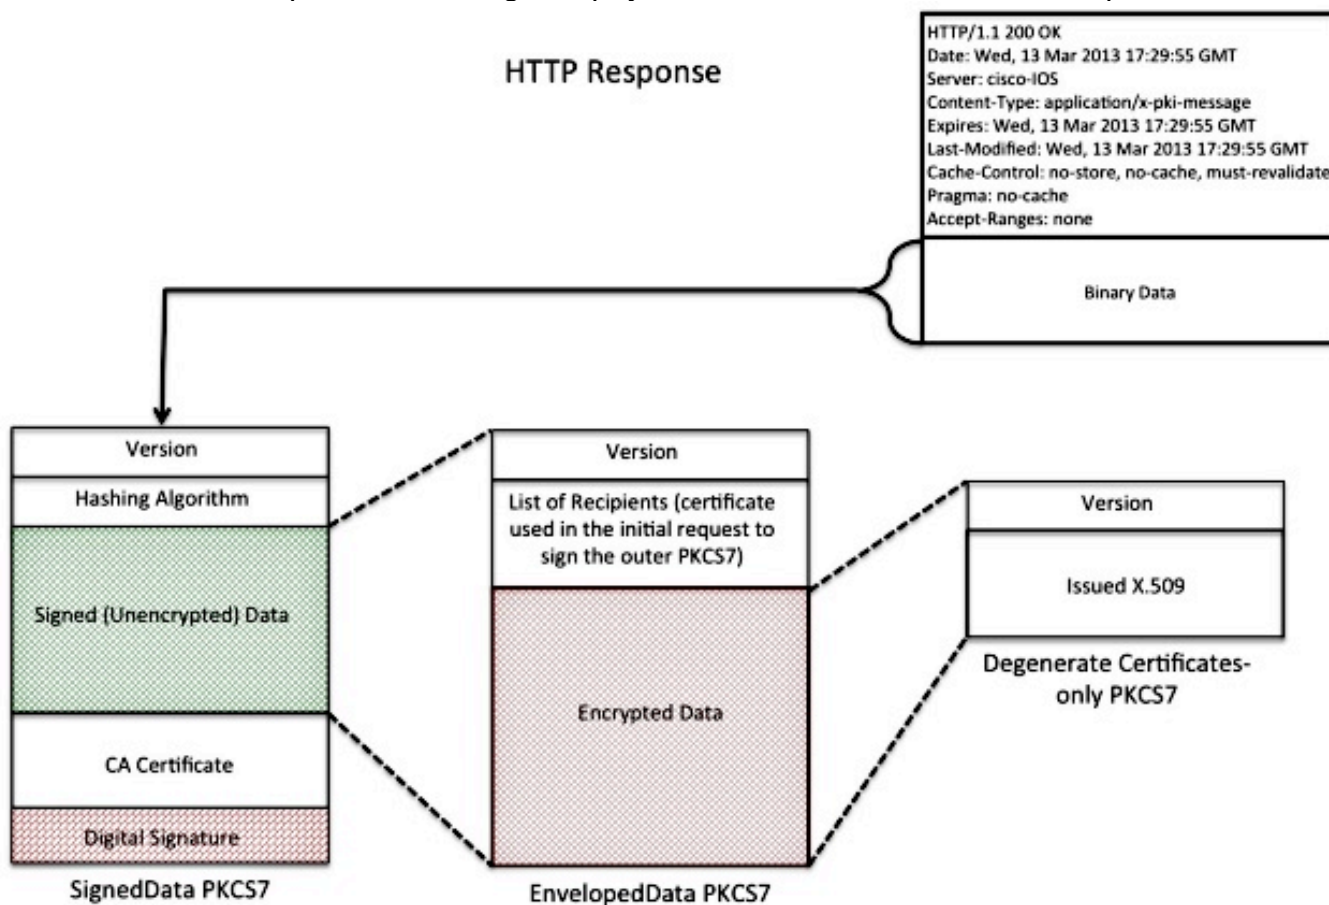 HTTP Response
HTTP/1.1 200 OK
Date: Wed, 13 Mar 2013 17:29:55 GMT
Server: cisco-IOS
Content-Type: application/x-pki-message
Expires: Wed, 13 Mar 2013 17:29:55 GMT
Last-Modified: Wed, 13 Mar 2013 17:29:55 GMT
Cache-Control: no-store, no-cache, must-revalidate
Pragma: no-cache
Accept-Ranges: none
Binary Data
Version
Hashing Algorithm
Signed (Unencrypted) Data
CA Certificate
Digital Signature
SignedData PKCS7
Version
List of Recipients (certificate
used in the initial request to
sign the outer PKCS7)
Encrypted Data
EnvelopedData PKCS7
Version
Issued X.509
Degenerate Certificates-
only PKCS7